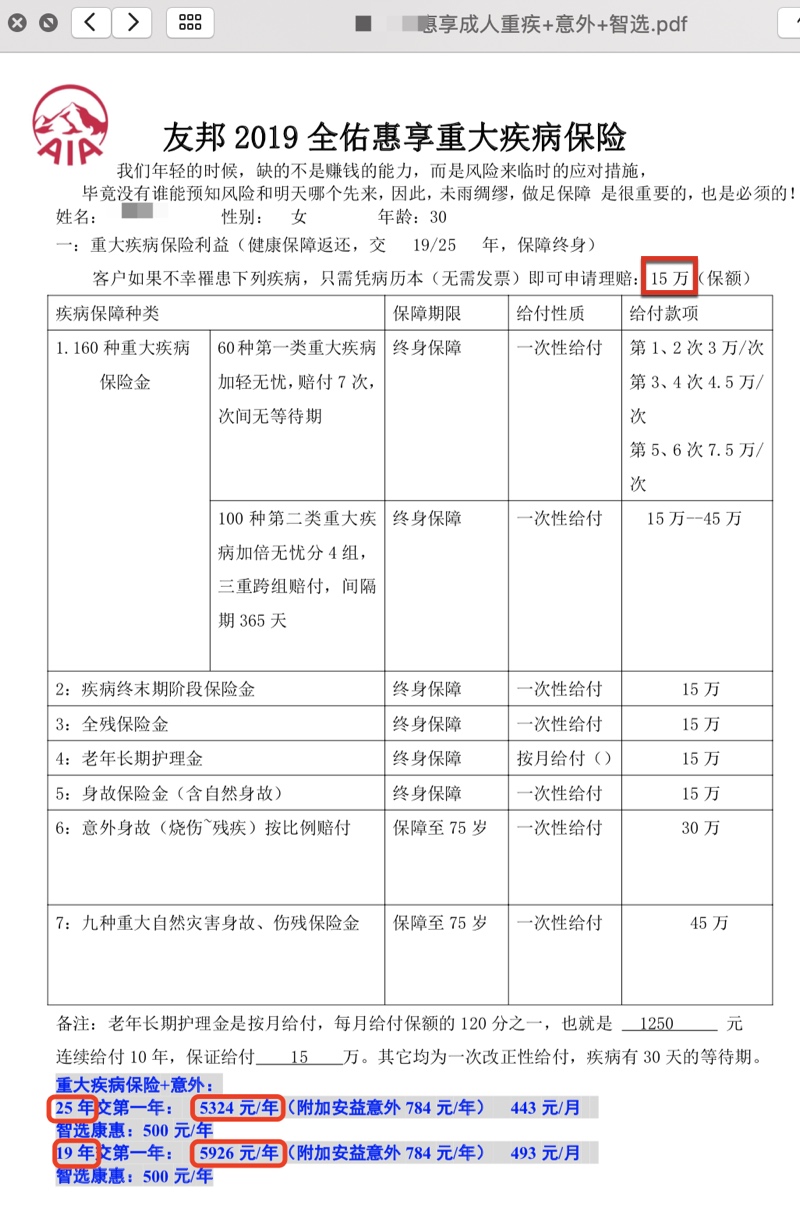 惠享成人重疾+意外+智选.pdf
AIA
友邦 2019 全佑惠享重大疾病保险
我们年轻的时候，缺的不是赚钱的能力，而是风险来临时的应对措施，
毕竟没有谁能预知风险和明天哪个先来，因此，未雨绸缪，做足保障 是很重要的，也是必须的！
姓名： 性别： 女 年龄：30
一：重大疾病保险利益（健康保障返还，交 19/25 年，保障终身）
客户如果不幸罹患下列疾病，只需凭病历本（无需发票）即可申请理赔：15 万（保额）
疾病保障种类 保障期限 给付性质 给付款项
1.160 种重大疾病
保险金
60 种第一类重大疾病
加轻无忧，赔付 7 次，
次间无等待期
终身保障 一次性给付
第 1、2 次 3 万/次
第 3、4 次 4.5 万/
次
第 5、6 次 7.5 万/
次
100 种第二类重大疾
病加倍无忧分 4 组，
三重跨组赔付，间隔
期 365 天
终身保障 一次性给付 15 万--45 万
2：疾病终末期阶段保险金 终身保障 一次性给付 15 万
3：全残保险金 终身保障 一次性给付 15 万
4：老年长期护理金 终身保障 按月给付（） 15 万
5：身故保险金（含自然身故） 终身保障 一次性给付 15 万
6：意外身故（烧伤~残疾）按比例赔付 保障至 75 岁 一次性给付 30 万
7：九种重大自然灾害身故、伤残保险金 保障至 75 岁 一次性给付 45 万
备注：老年长期护理金是按月给付，每月给付保额的 120 分之一，也就是 1250 元
连续给付 10 年，保证给付 15 万。其它均为一次改正性给付，疾病有 30 天的等待期。
重大疾病保险+意外：
25 年交第一年： 5324 元/年（附加安益意外 784 元/年） 443 元/月
智选康惠：500 元/年
19 年交第一年： 5926 元/年（附加安益意外 784 元/年） 493 元/月
智选康惠：500 元/年